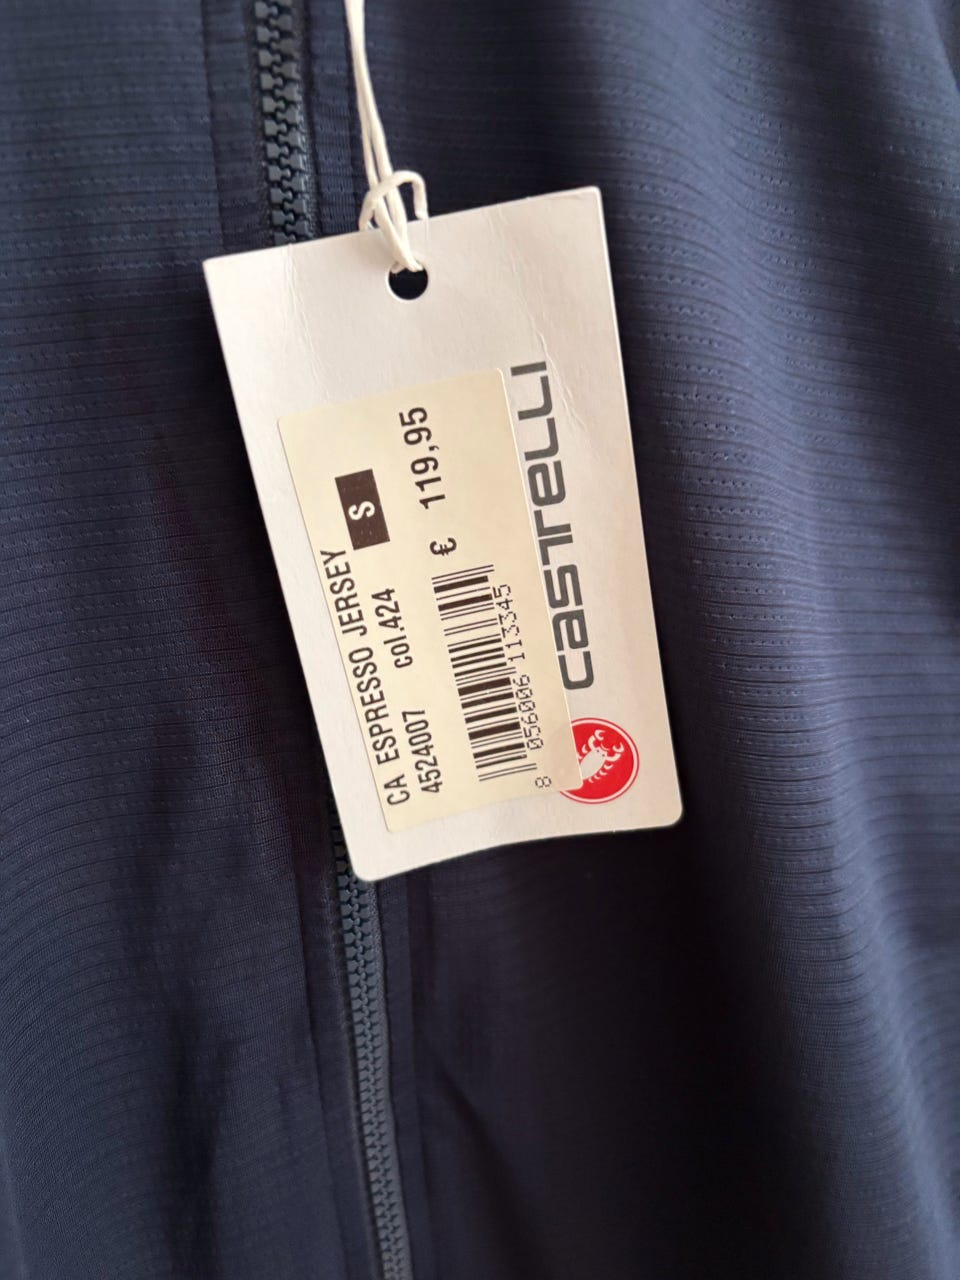 CA ESPRESSO JERSEY
4524007 col.424 S
€ 119,95
8 056006 113345
castelli